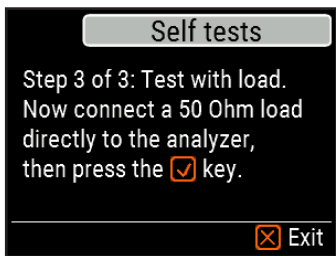 Self tests
Step 3 of 3: Test with load.
Now connect a 50 Ohm load
directly to the analyzer,
then press the key.
Exit